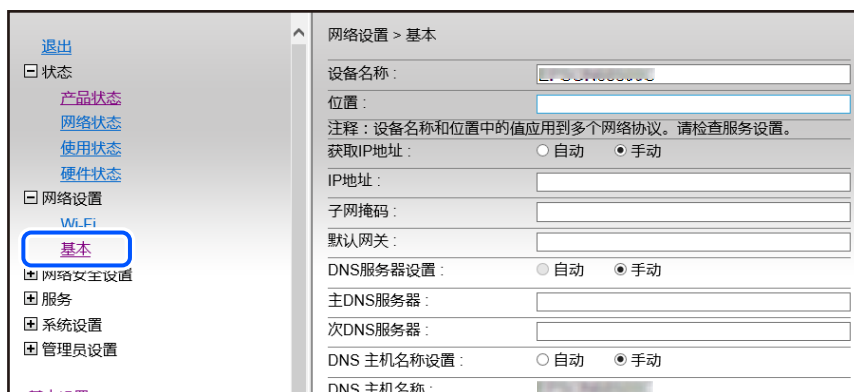 退出
状态
产品状态
网络状态
使用状态
硬件状态
网络设置
Wi-Fi
基本
网络安全设置
服务
系统设置
管理员设置
网络设置 > 基本
设备名称 :
位置 :
注释：设备名称和位置中的值应用到多个网络协议。请检查服务设置。
获取IP地址 : 自动 手动
IP地址 :
子网掩码 :
默认网关 :
DNS服务器设置 : 自动 手动
主DNS服务器 :
次DNS服务器 :
DNS 主机名称设置 : 自动 手动
DNS 主机名称 :